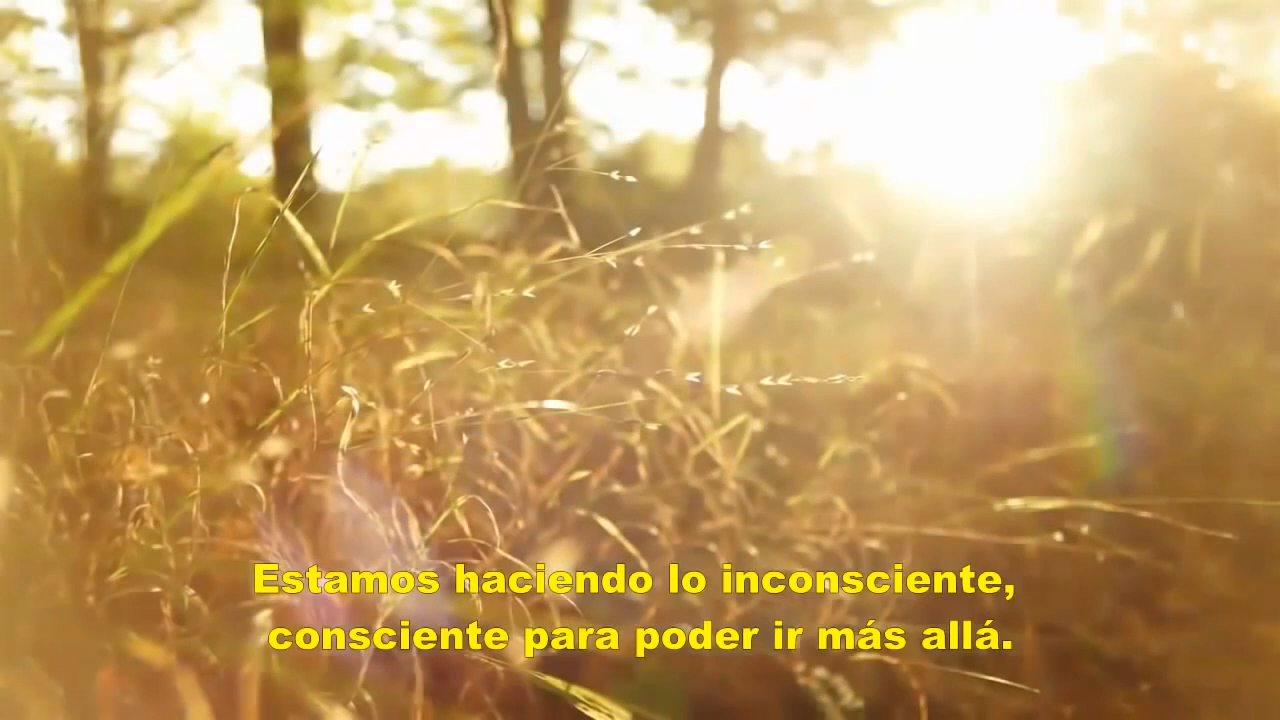 Estamos haciendo lo inconsciente,
consciente para poder ir más allá.